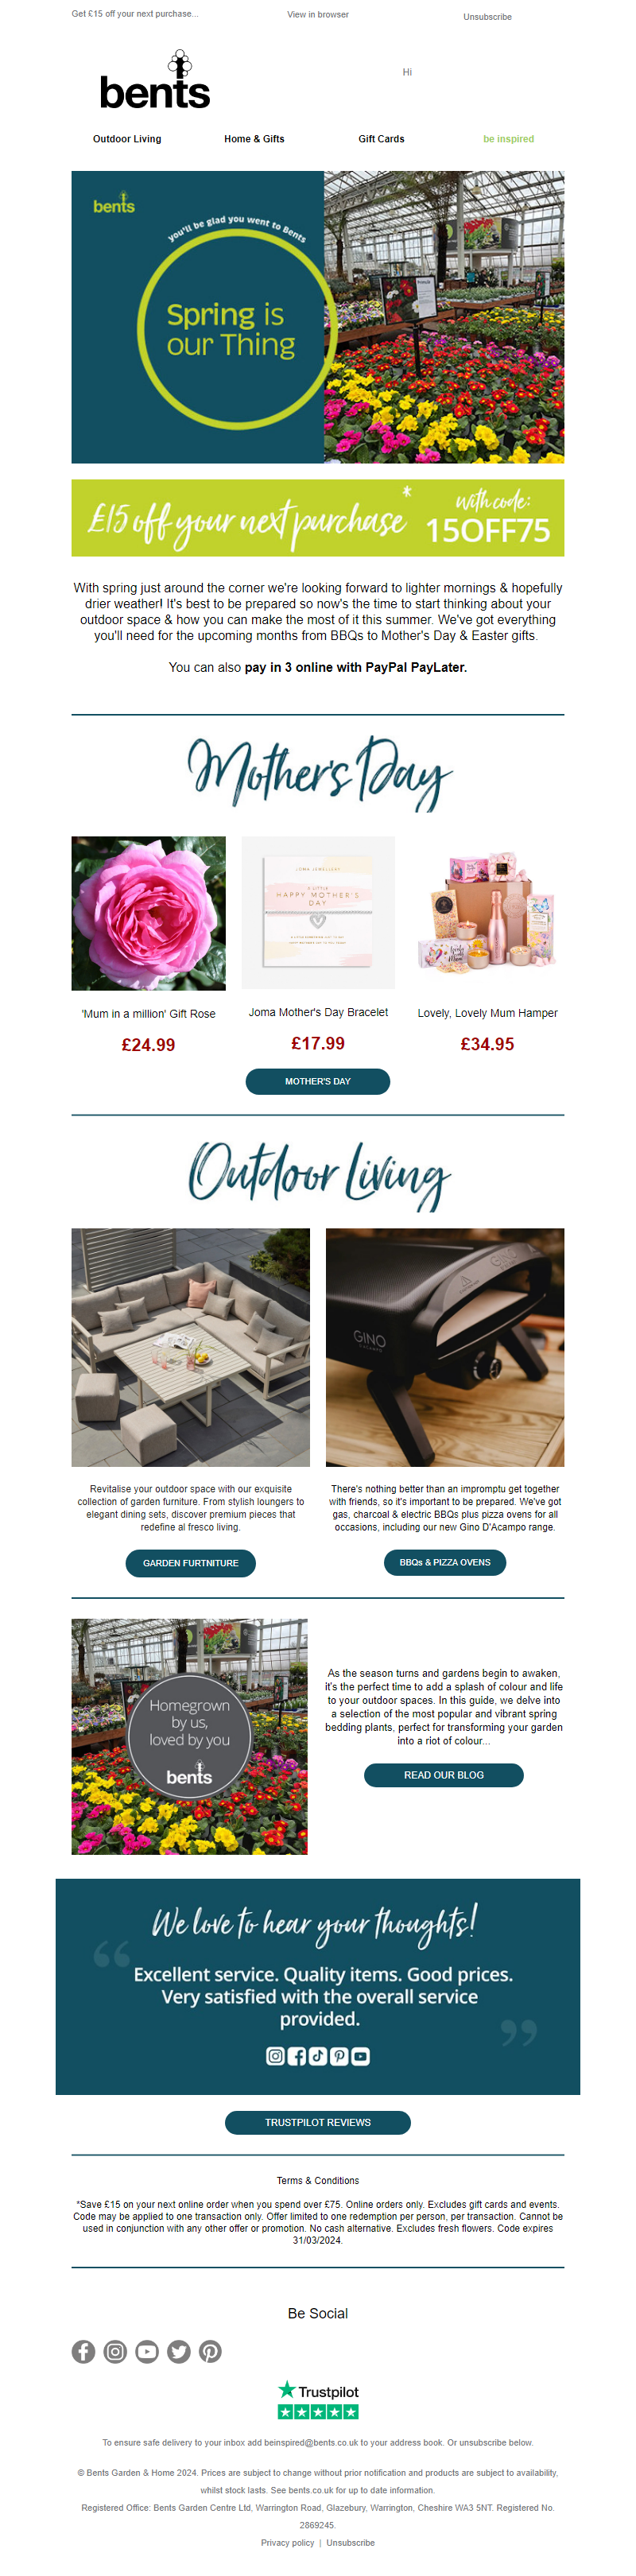 Get £15 off your next purchase...
View in browser
Unsubscribe
bents
Hi
Outdoor Living
Home & Gifts
Gift Cards
be inspired
bents
you'll be glad you went to Bents
Spring is
our Thing
£15 off your next purchase*
with code:
15OFF75
With spring just around the corner we're looking forward to lighter mornings & hopefully
drier weather! It's best to be prepared so now's the time to start thinking about your
outdoor space & how you can make the most of it this summer. We've got everything
you'll need for the upcoming months from BBQs to Mother's Day & Easter gifts.
You can also pay in 3 online with PayPal PayLater.
Mother's Day
JOMA JEWELLERY
A LITTLE
HAPPY MOTHER'S
DAY
'Mum in a million' Gift Rose
£24.99
Joma Mother's Day Bracelet
£17.99
Lovely, Lovely Mum Hamper
£34.95
MOTHER'S DAY
Outdoor Living
GINO
D'ACAMPO
Revitalise your outdoor space with our exquisite
collection of garden furniture. From stylish loungers to
elegant dining sets, discover premium pieces that
redefine al fresco living.
GARDEN FURTNITURE
There's nothing better than an impromptu get together
with friends, so it's important to be prepared. We've got
gas, charcoal & electric BBQs plus pizza ovens for all
occasions, including our new Gino D'Acampo range.
BBQs & PIZZA OVENS
Homegrown
by us,
loved by you
bents
As the season turns and gardens begin to awaken,
it's the perfect time to add a splash of colour and life
to your outdoor spaces. In this guide, we delve into
a selection of the most popular and vibrant spring
bedding plants, perfect for transforming your garden
into a riot of colour...
READ OUR BLOG
We love to hear your thoughts!
Excellent service. Quality items. Good prices.
Very satisfied with the overall service
provided.
TRUSTPILOT REVIEWS
Terms & Conditions
*Save £15 on your next online order when you spend over £75. Online orders only. Excludes gift cards and events.
Code may be applied to one transaction only. Offer limited to one redemption per person, per transaction. Cannot be
used in conjunction with any other offer or promotion. No cash alternative. Excludes fresh flowers. Code expires
31/03/2024.
Be Social
Trustpilot
To ensure safe delivery to your inbox add beinspired@bents.co.uk to your address book. Or unsubscribe below.
© Bents Garden & Home 2024. Prices are subject to change without prior notification and products are subject to availability,
whilst stock lasts. See bents.co.uk for up to date information.
Registered Office: Bents Garden Centre Ltd, Warrington Road, Glazebury, Warrington, Cheshire WA3 5NT. Registered No.
2869245.
Privacy policy | Unsubscribe